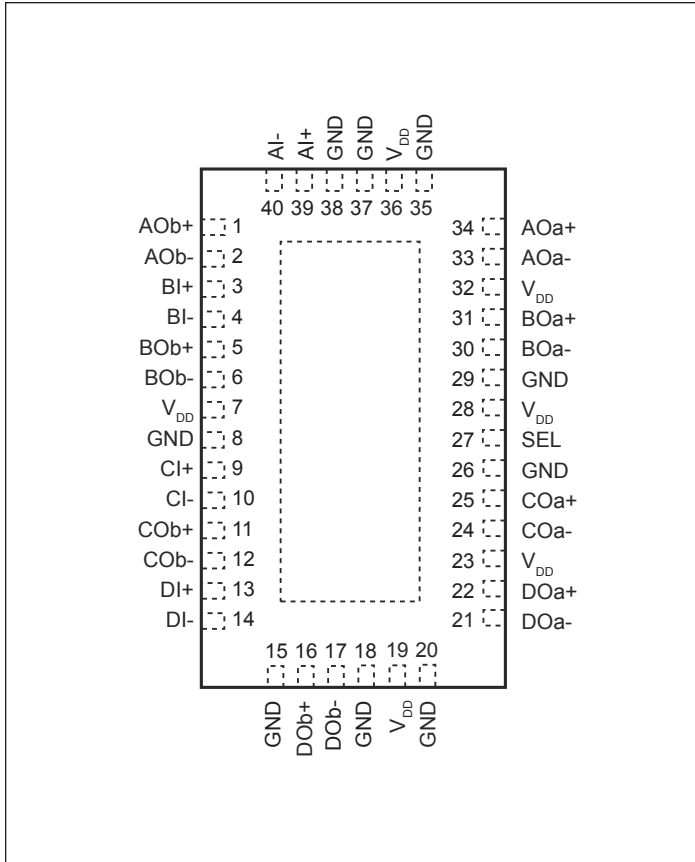 AI- AI+ GND GND VDD GND
40 39 38 37 36 35
AOb+ 1 34 AOa+
AOb- 2 33 AOa-
BI+ 3 32 VDD
BI- 4 31 BOa+
BOb+ 5 30 BOa-
BOb- 6 29 GND
VDD 7 28 VDD
GND 8 27 SEL
CI+ 9 26 GND
CI- 10 25 COa+
COb+ 11 24 COa-
COb- 12 23 VDD
DI+ 13 22 DOa+
DI- 14 21 DOa-
15 16 17 18 19 20
GND DOb+ DOb- GND VDD GND